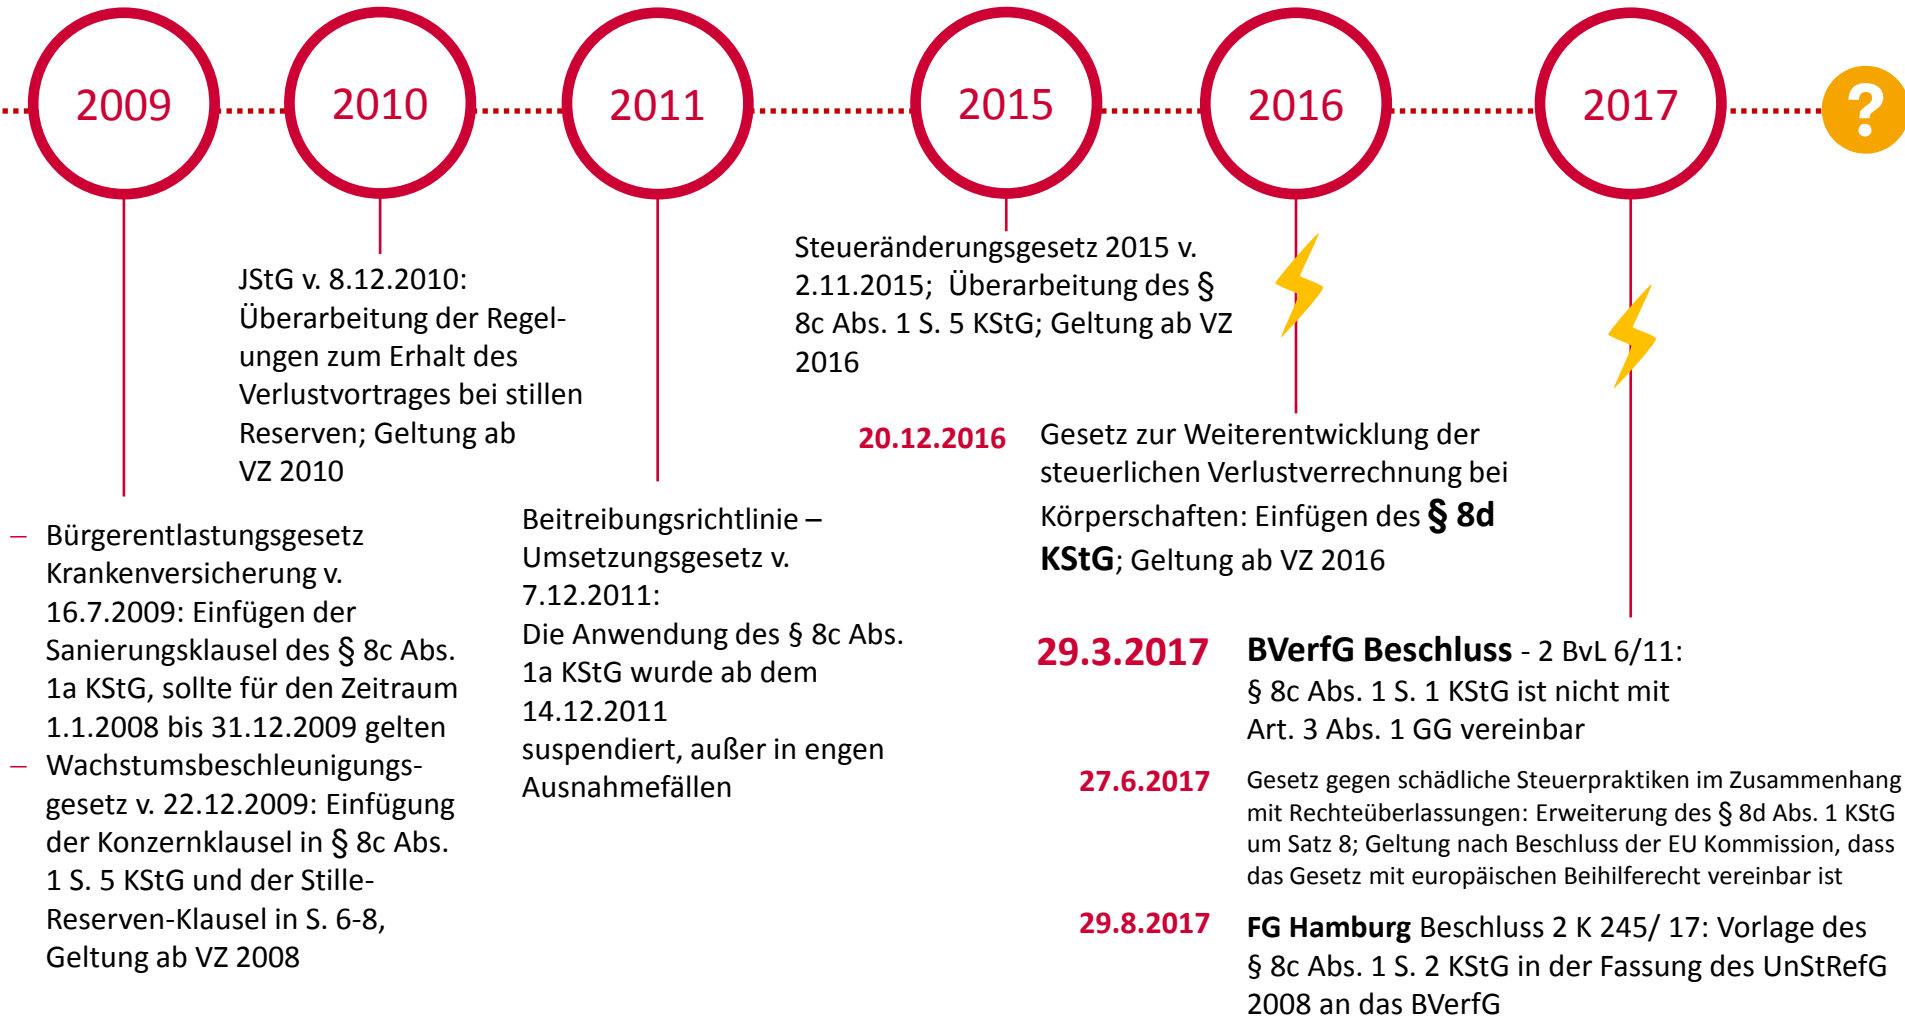 2009
2010
2011
2015
2016
2017
?
– Bürgerentlastungsgesetz
Krankenversicherung v.
16.7.2009: Einfügen der
Sanierungsklausel des § 8c Abs.
1a KStG, sollte für den Zeitraum
1.1.2008 bis 31.12.2009 gelten
– Wachstumsbeschleunigungs-
gesetz v. 22.12.2009: Einfügung
der Konzernklausel in § 8c Abs.
1 S. 5 KStG und der Stille-
Reserven-Klausel in S. 6-8,
Geltung ab VZ 2008
JStG v. 8.12.2010:
Überarbeitung der Regel-
ungen zum Erhalt des
Verlustvortrages bei stillen
Reserven; Geltung ab
VZ 2010
Beitreibungsrichtlinie –
Umsetzungsgesetz v.
7.12.2011:
Die Anwendung des § 8c Abs.
1a KStG wurde ab dem
14.12.2011
suspendiert, außer in engen
Ausnahmefällen
Steueränderungsgesetz 2015 v.
2.11.2015; Überarbeitung des §
8c Abs. 1 S. 5 KStG; Geltung ab VZ
2016
20.12.2016 Gesetz zur Weiterentwicklung der
steuerlichen Verlustverrechnung bei
Körperschaften: Einfügen des § 8d
KStG; Geltung ab VZ 2016
29.3.2017 BVerfG Beschluss - 2 BvL 6/11:
§ 8c Abs. 1 S. 1 KStG ist nicht mit
Art. 3 Abs. 1 GG vereinbar
27.6.2017 Gesetz gegen schädliche Steuerpraktiken im Zusammenhang
mit Rechteüberlassungen: Erweiterung des § 8d Abs. 1 KStG
um Satz 8; Geltung nach Beschluss der EU Kommission, dass
das Gesetz mit europäischen Beihilferecht vereinbar ist
29.8.2017 FG Hamburg Beschluss 2 K 245/ 17: Vorlage des
§ 8c Abs. 1 S. 2 KStG in der Fassung des UnStRefG
2008 an das BVerfG